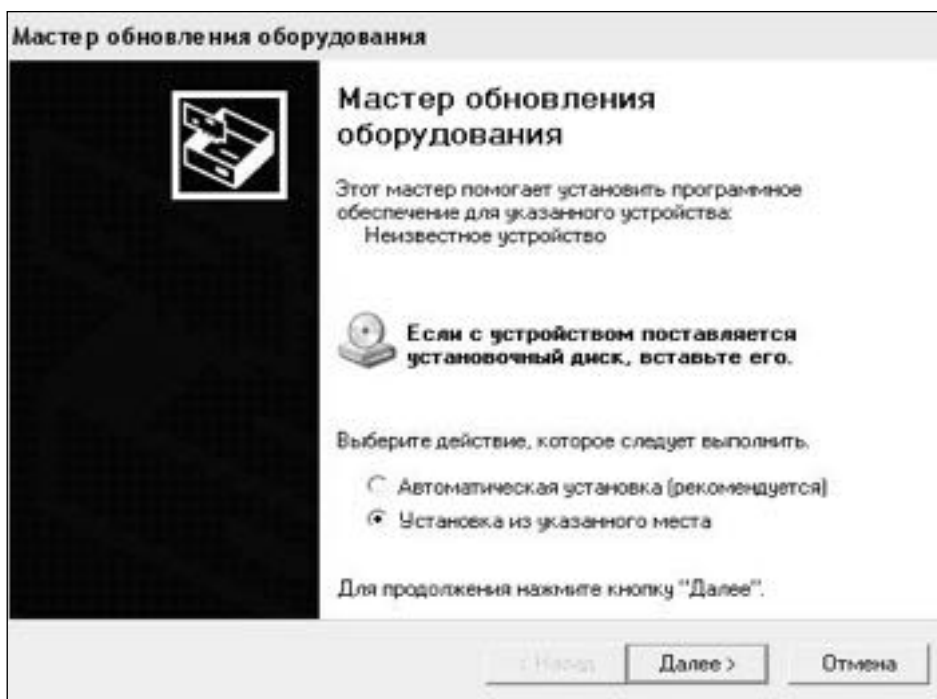 Мастер обновления оборудования
Мастер обновления
оборудования
Этот мастер помогает установить программное
обеспечение для указанного устройства:
Неизвестное устройство
Если с устройством поставляется
установочный диск, вставьте его.
Выберите действие, которое следует выполнить.
Автоматическая установка (рекомендуется)
Установка из указанного места
Для продолжения нажмите кнопку "Далее".
< Назад
Далее >
Отмена